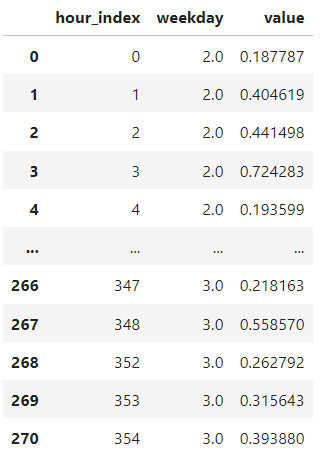 hour_index weekday value
0 0 2.0 0.187787
1 1 2.0 0.404619
2 2 2.0 0.441498
3 3 2.0 0.724283
4 4 2.0 0.193599
... ... ... ...
266 347 3.0 0.218163
267 348 3.0 0.558570
268 352 3.0 0.262792
269 353 3.0 0.315643
270 354 3.0 0.393880